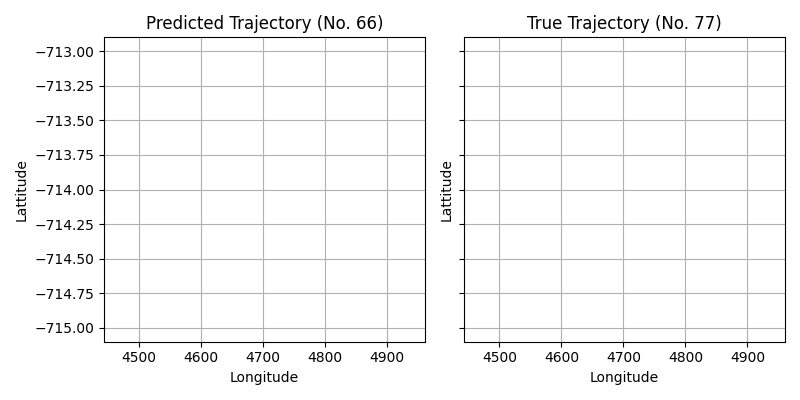 Predicted Trajectory (No. 66)
True Trajectory (No. 77)
−713.00
−713.25
−713.50
−713.75
−714.00
−714.25
−714.50
−714.75
−715.00
Lattitude
Lattitude
4500 4600 4700 4800 4900
4500 4600 4700 4800 4900
Longitude
Longitude